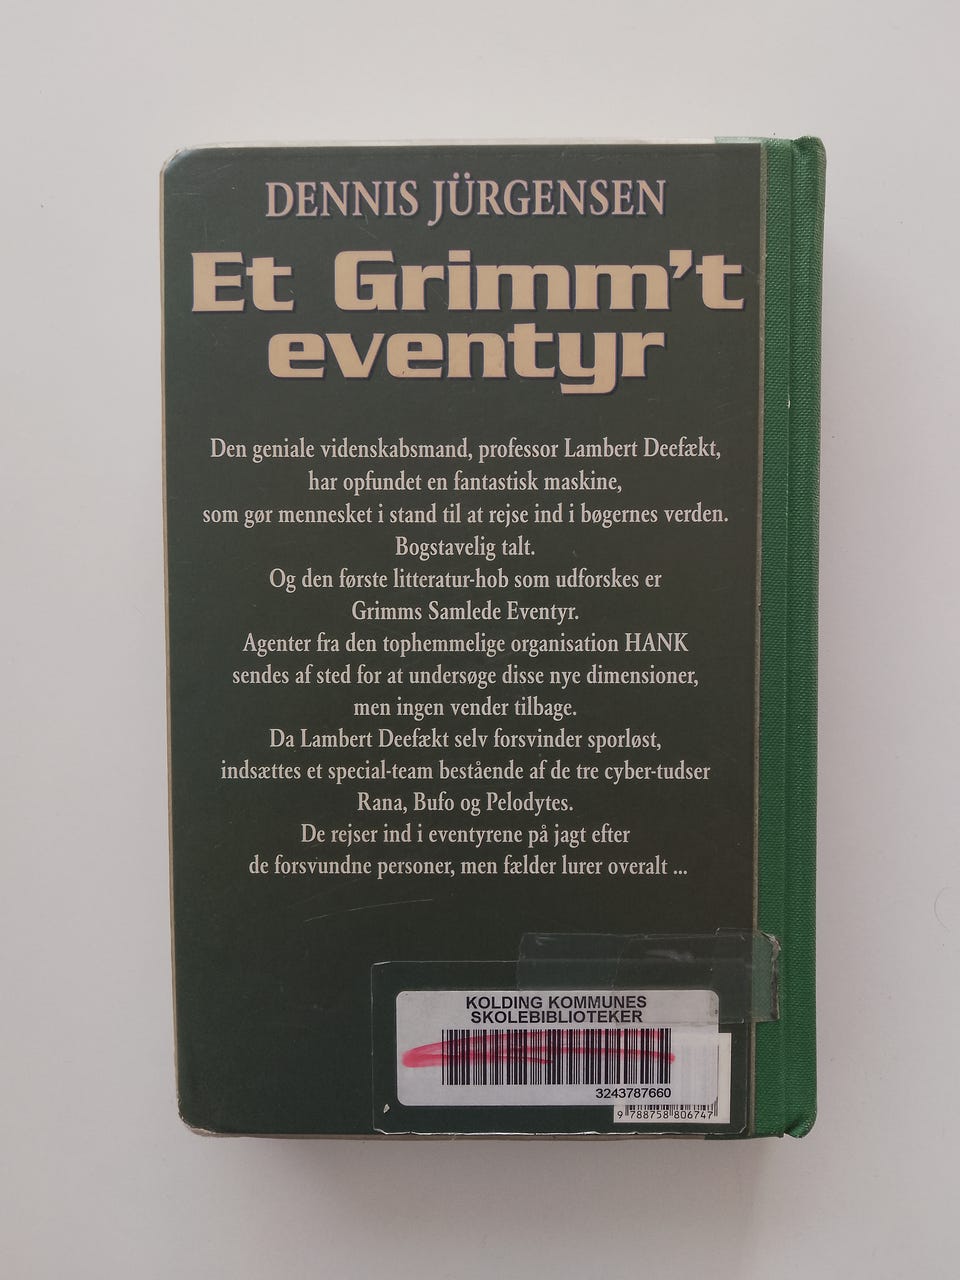 DENNIS JÜRGENSEN
Et Grimm't
eventyr
Den geniale videnskabsmand, professor Lambert Deefækt,
har opfundet en fantastisk maskine,
som gør mennesket i stand til at rejse ind i bøgernes verden.
Bogstavelig talt.
Og den første litteratur-hob som udforskes er
Grimms Samlede Eventyr.
Agenter fra den tophemmelige organisation HANK
sendes af sted for at undersøge disse nye dimensioner,
men ingen vender tilbage.
Da Lambert Deefækt selv forsvinder sporløst,
indsættes et special-team bestående af de tre cyber-tudser
Rana, Bufo og Pelodytes.
De rejser ind i eventyrene på jagt efter
de forsvundne personer, men fælder lurer overalt ...
KOLDING KOMMUNES
SKOLEBIBLIOTEKER
3243787660
9 788758 806747